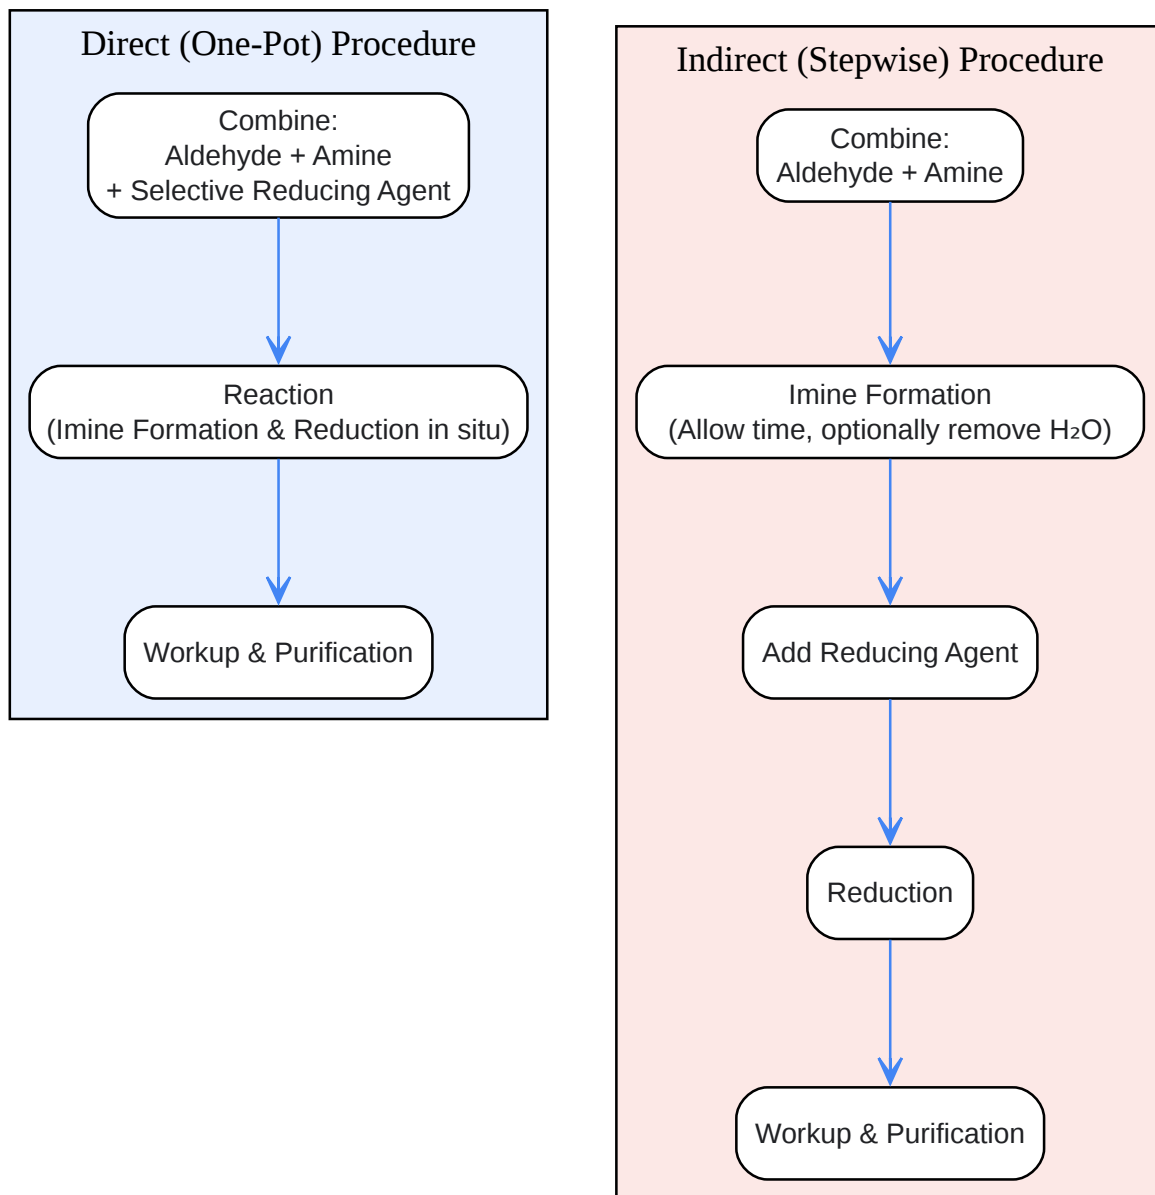 Direct (One-Pot) Procedure
Combine:
Aldehyde + Amine
+ Selective Reducing Agent
Reaction
(Imine Formation & Reduction in situ)
Workup & Purification
Indirect (Stepwise) Procedure
Combine:
Aldehyde + Amine
Imine Formation
(Allow time, optionally remove H₂O)
Add Reducing Agent
Reduction
Workup & Purification